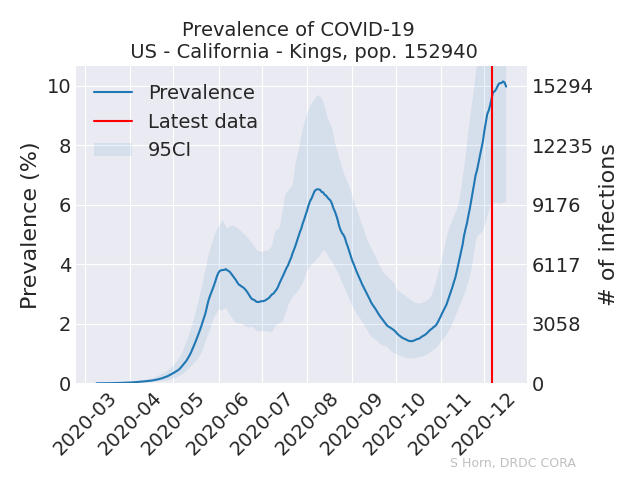 Prevalence of COVID-19
US - California - Kings, pop. 152940
Prevalence (%)
10
8
6
4
2
0
Prevalence
Latest data
95CI
15294
12235
9176
6117
3058
0
# of infections
2020-03
2020-04
2020-05
2020-06
2020-07
2020-08
2020-09
2020-10
2020-11
2020-12
S Horn, DRDC CORA